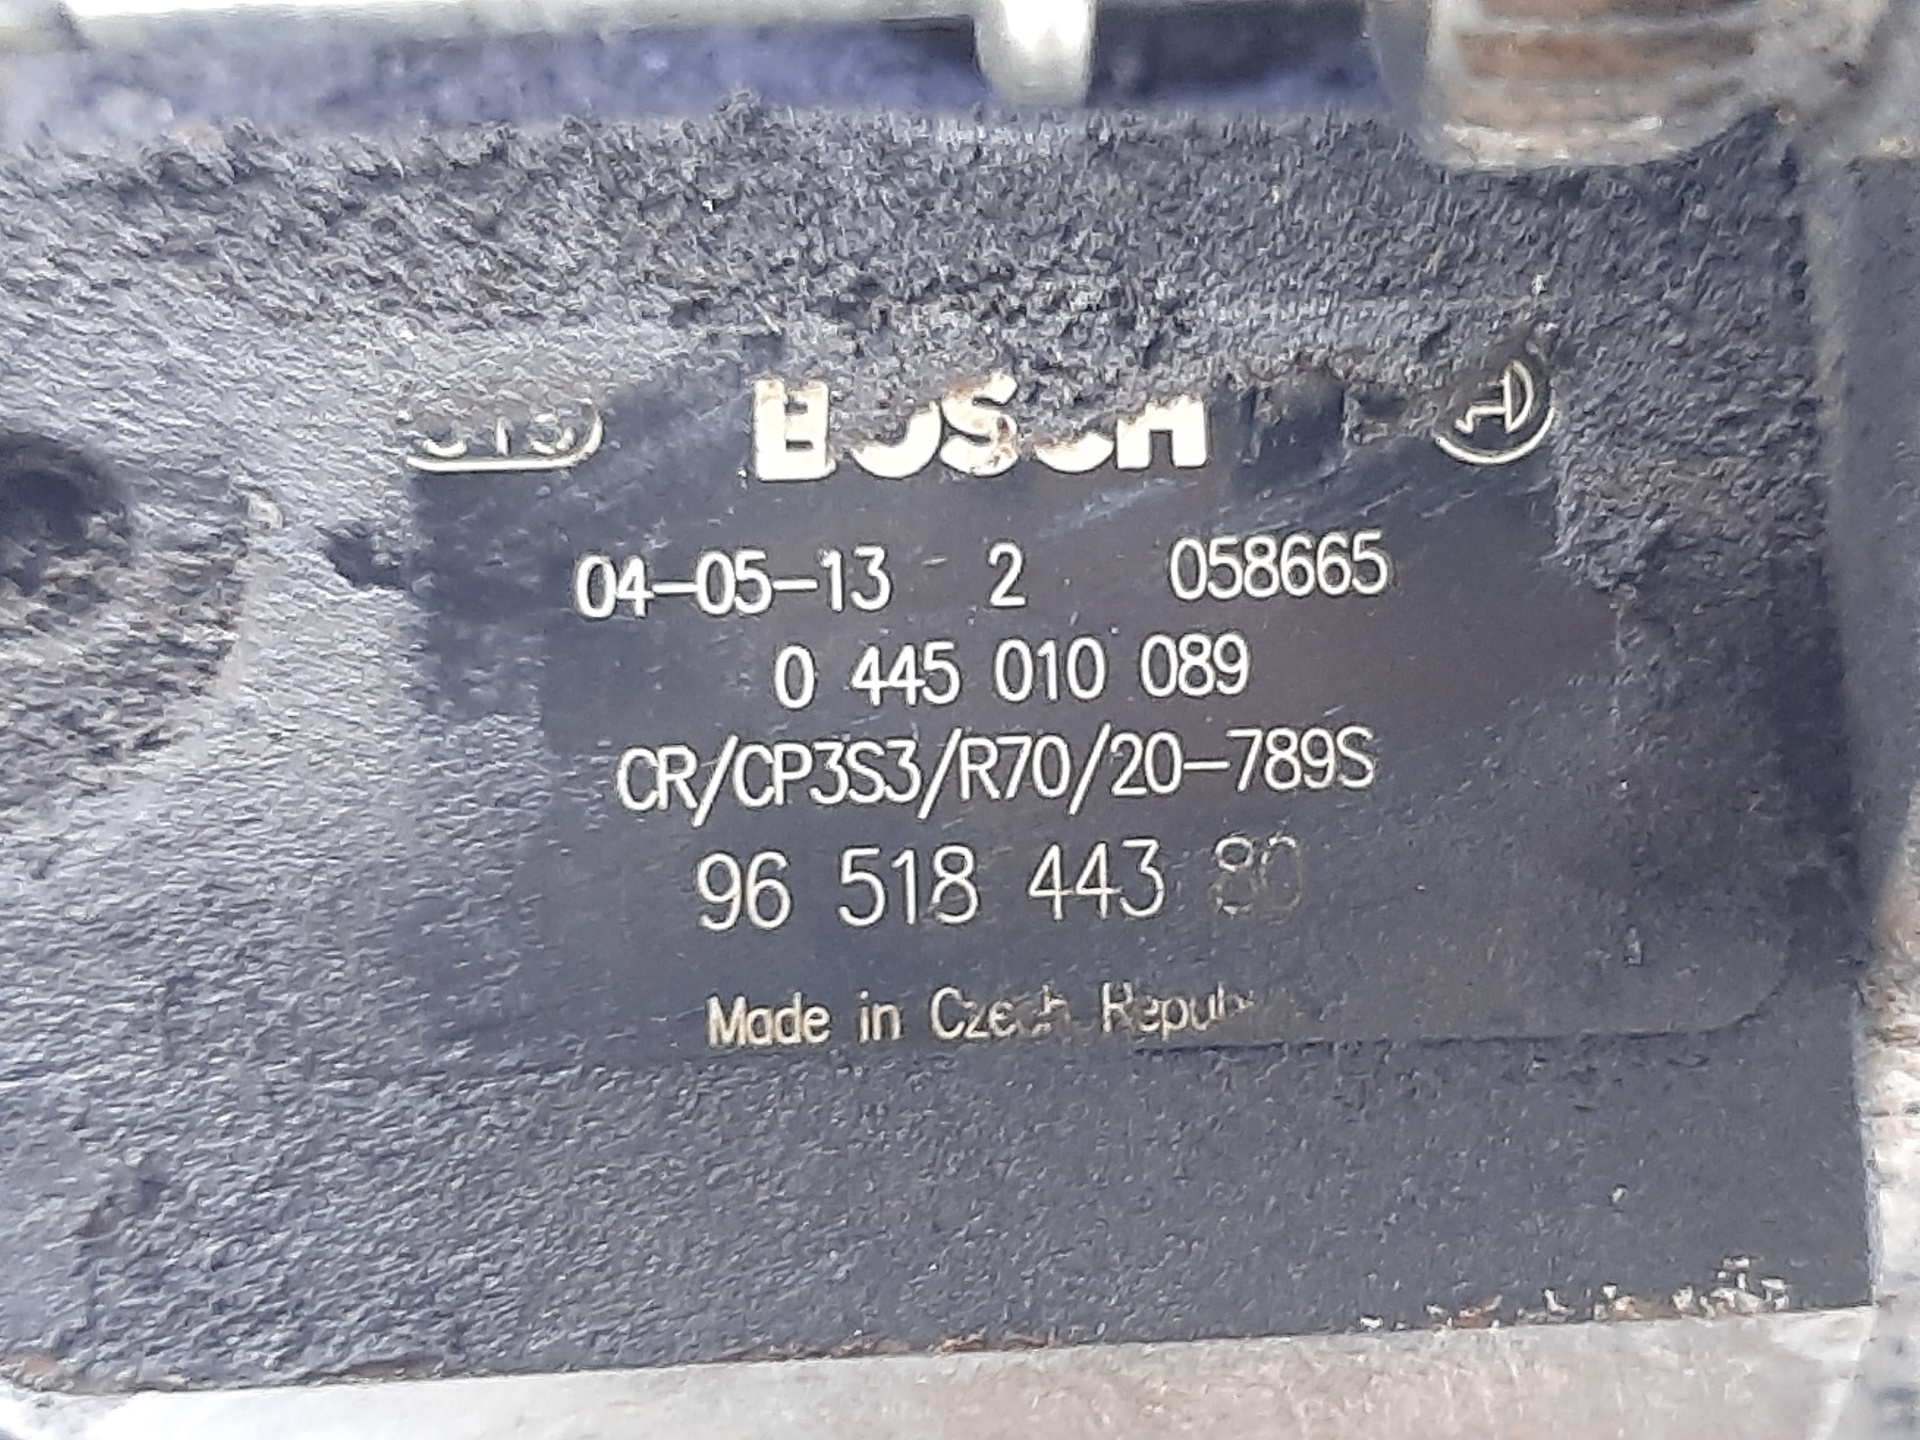 BOSCH
04-05-13 2 058665
0 445 010 089
CR/CP3S3/R70/20-789S
96 518 443 80
Made in Czech Republic